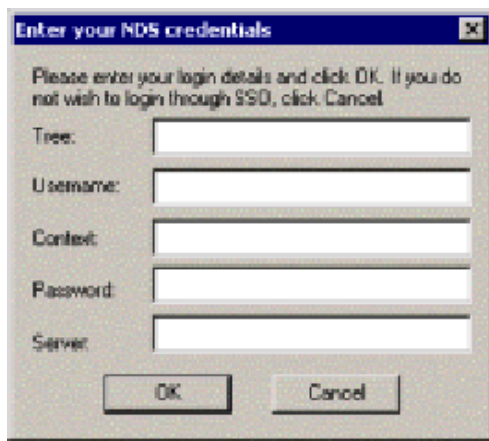 Enter your NDS credentials
Please enter your login details and click OK. If you do
not wish to login through SSO, click Cancel
Tree:
Username:
Context:
Password:
Server:
OK
Cancel